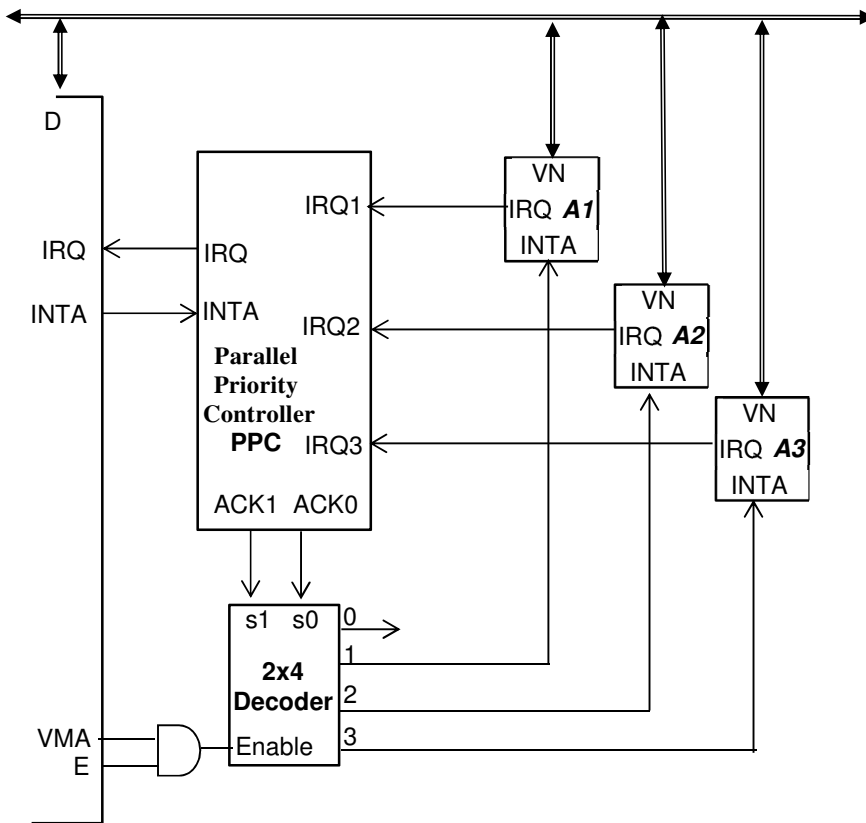 D
IRQ
INTA
VMA
E
IRQ
INTA
IRQ1
IRQ2
IRQ3
Parallel
Priority
Controller
PPC
ACK1 ACK0
VN
IRQ A1
INTA
VN
IRQ A2
INTA
VN
IRQ A3
INTA
s1 s0
2x4
Decoder
Enable
0
1
2
3